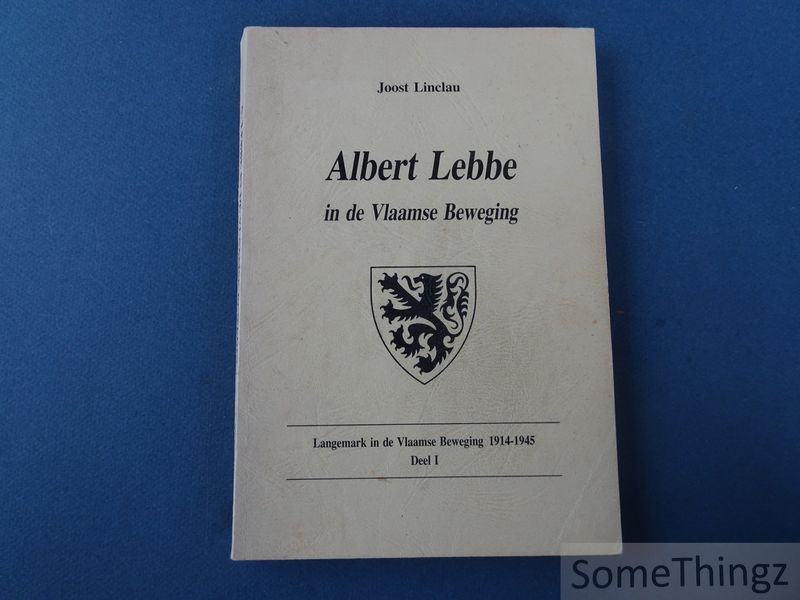 Joost Linclau
Albert Lebbe
in de Vlaamse Beweging
Langemark in de Vlaamse Beweging 1914-1945
Deel I
SomeThingz